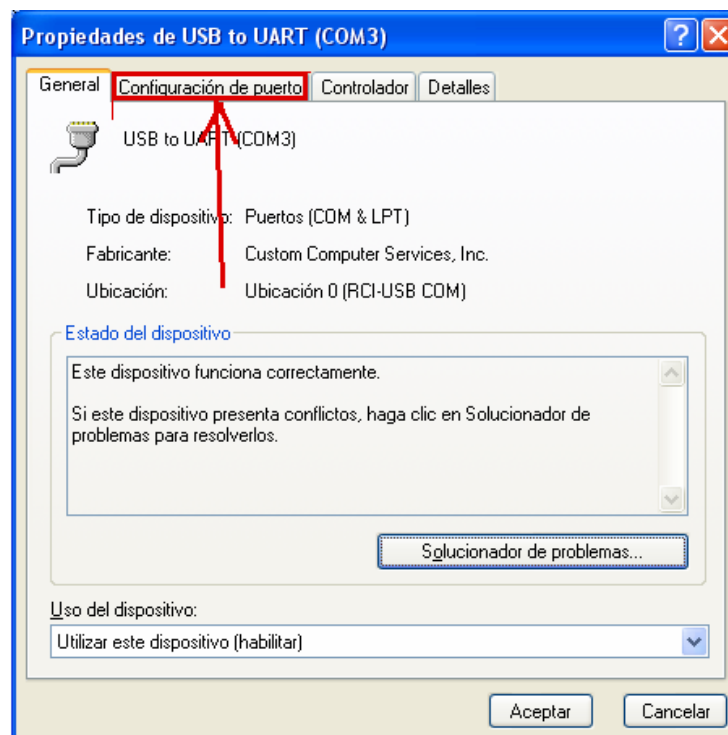 Propiedades de USB to UART (COM3)
General Configuración de puerto Controlador Detalles
USB to UART (COM3)
Tipo de dispositivo: Puertos (COM & LPT)
Fabricante: Custom Computer Services, Inc.
Ubicación: Ubicación 0 (RCI-USB COM)
Estado del dispositivo
Este dispositivo funciona correctamente.
Si este dispositivo presenta conflictos, haga clic en Solucionador de
problemas para resolverlos.
Solucionador de problemas...
Uso del dispositivo:
Utilizar este dispositivo (habilitar)
Aceptar Cancelar